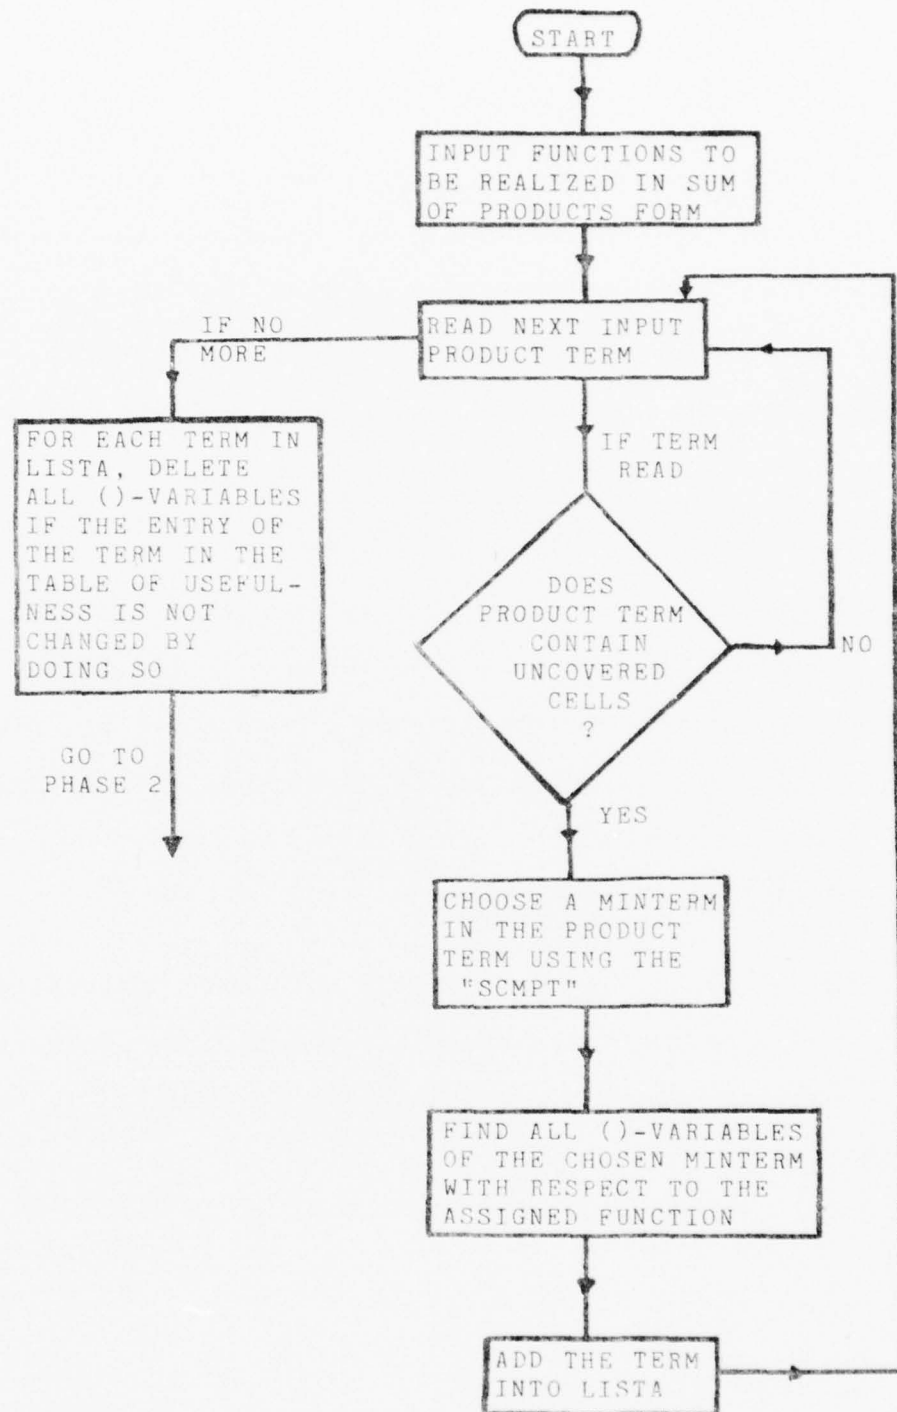 START
INPUT FUNCTIONS TO
BE REALIZED IN SUM
OF PRODUCTS FORM
READ NEXT INPUT
PRODUCT TERM
IF NO
MORE
FOR EACH TERM IN
LISTA, DELETE
ALL ()-VARIABLES
IF THE ENTRY OF
THE TERM IN THE
TABLE OF USEFUL-
NESS IS NOT
CHANGED BY
DOING SO
GO TO
PHASE 2
IF TERM
READ
DOES
PRODUCT TERM
CONTAIN
UNCOVERED
CELLS
?
NO
YES
CHOOSE A MINTERM
IN THE PRODUCT
TERM USING THE
"SCMPT"
FIND ALL ()-VARIABLES
OF THE CHOSEN MINTERM
WITH RESPECT TO THE
ASSIGNED FUNCTION
ADD THE TERM
INTO LISTA